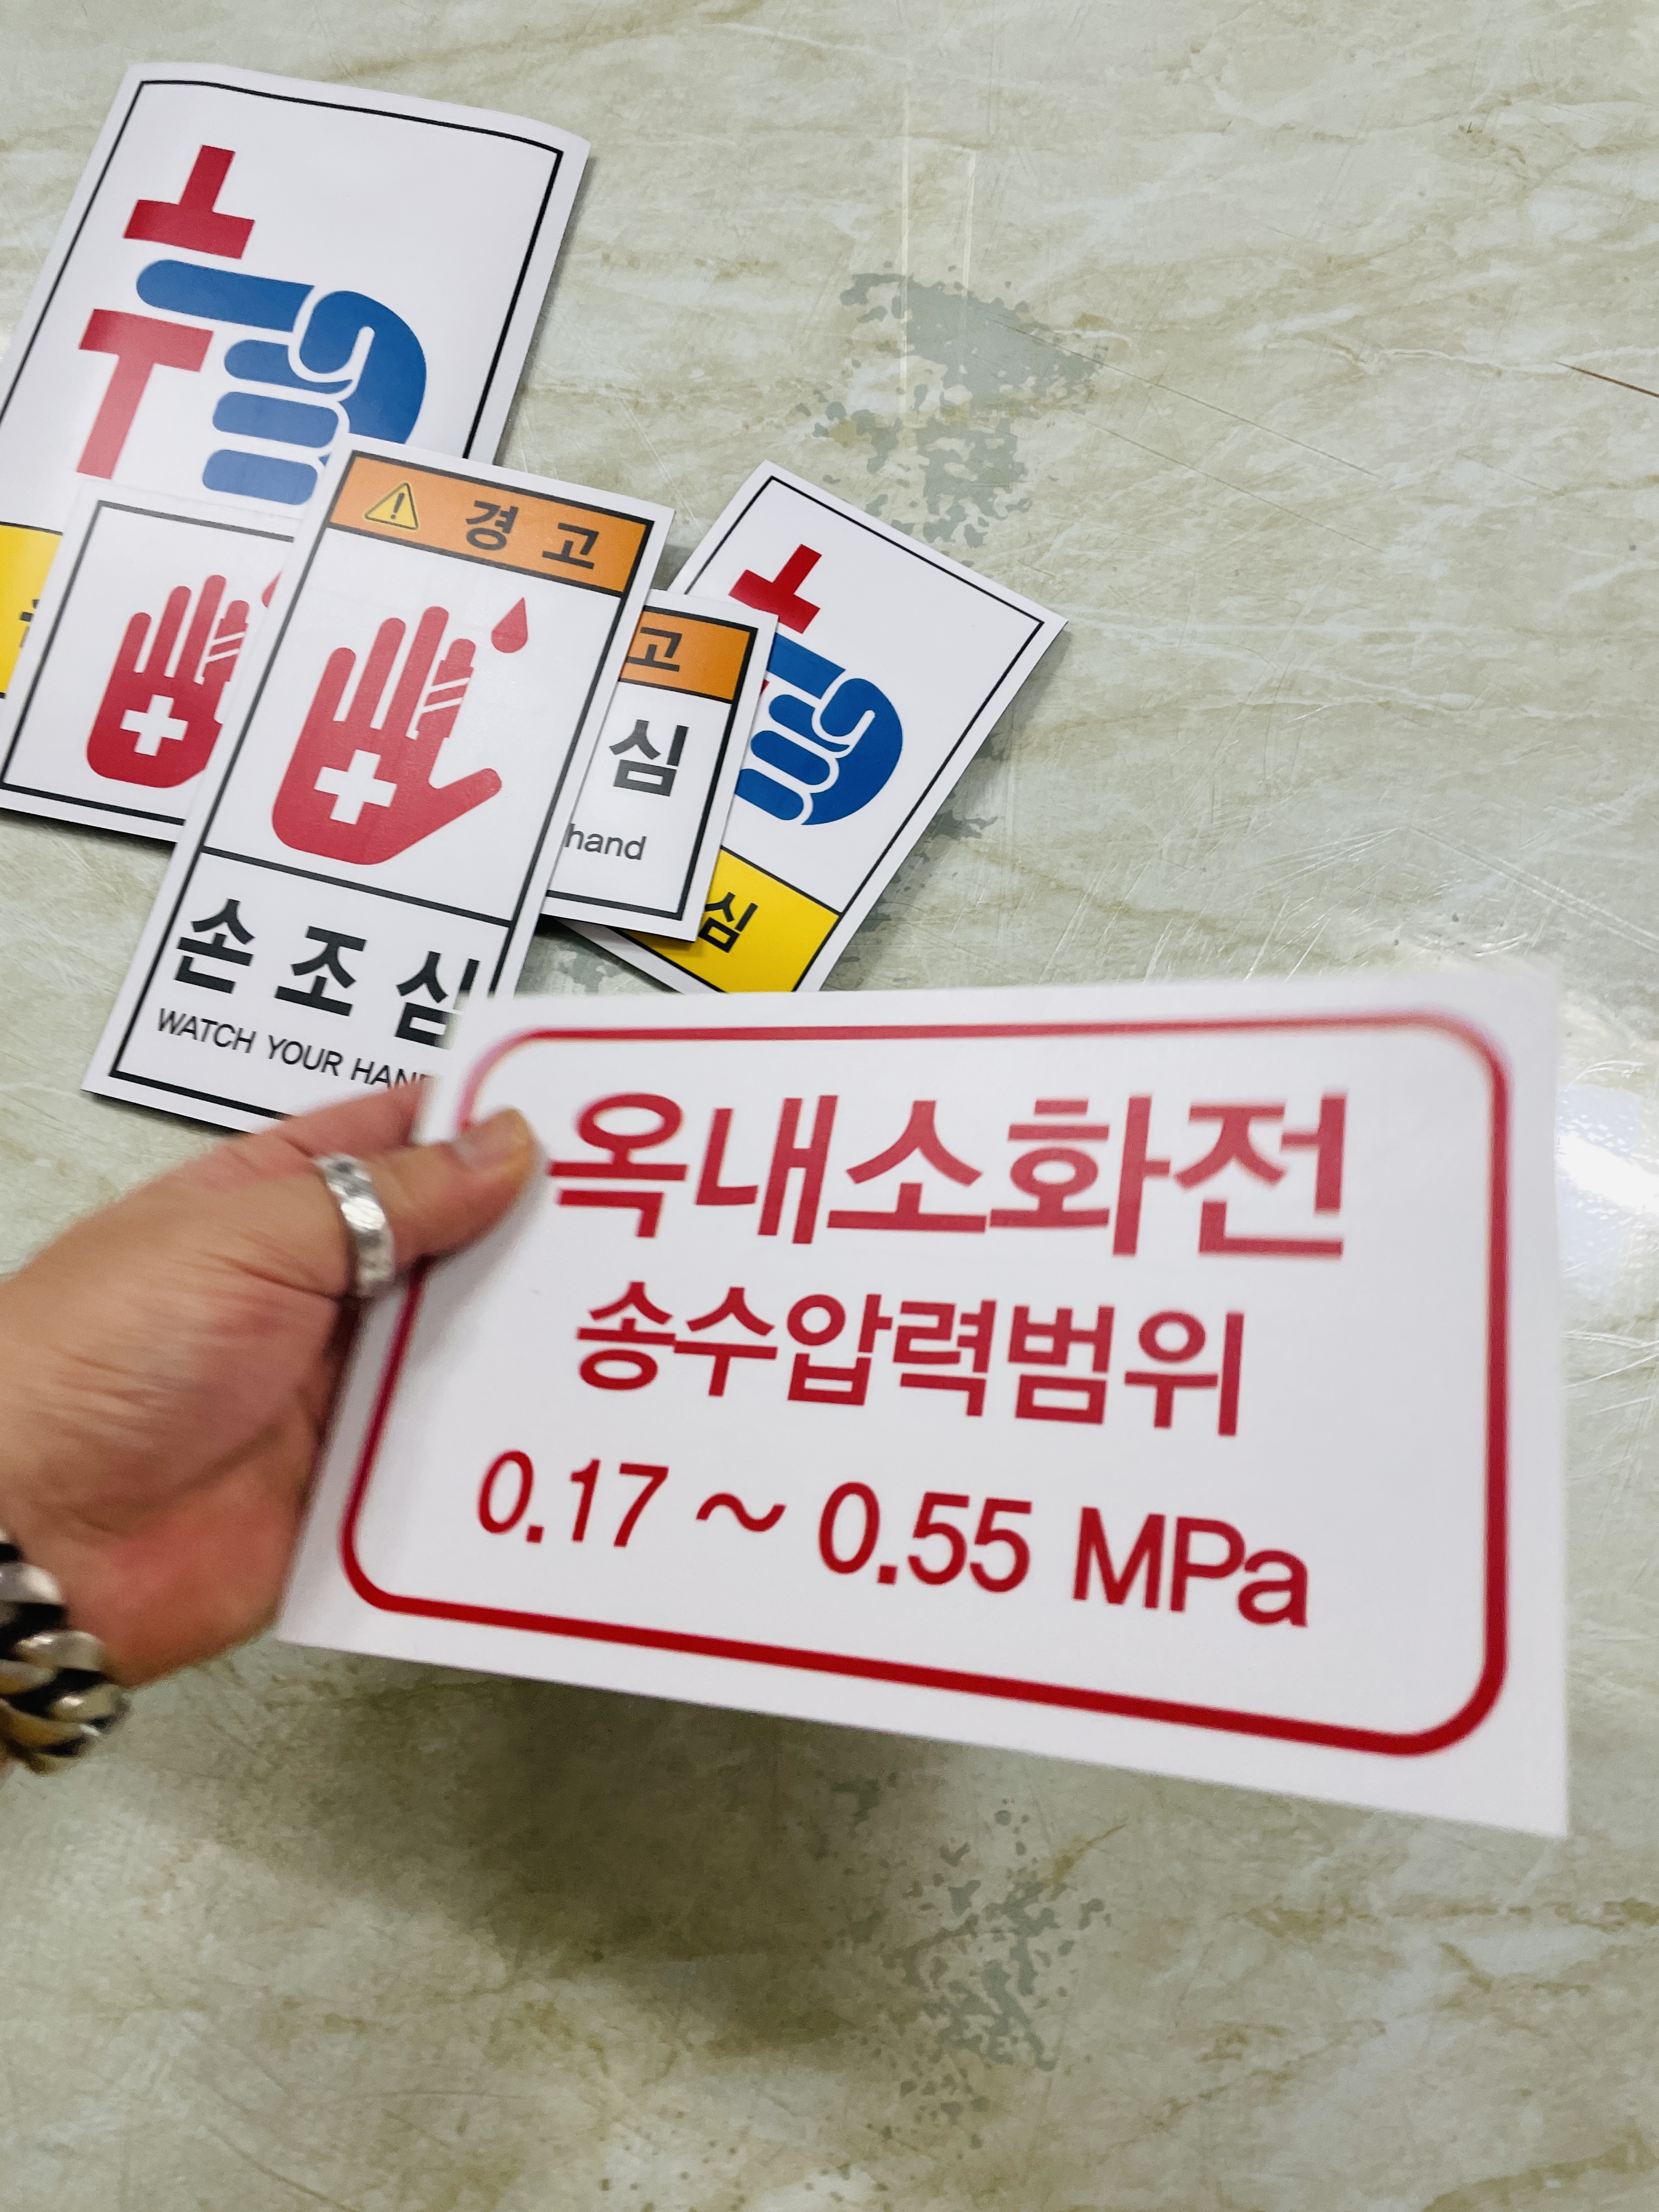 경 고
손 조 심
WATCH YOUR HAND
고
심
hand
심
옥내소화전
송수압력범위
0.17 ~ 0.55 MPa